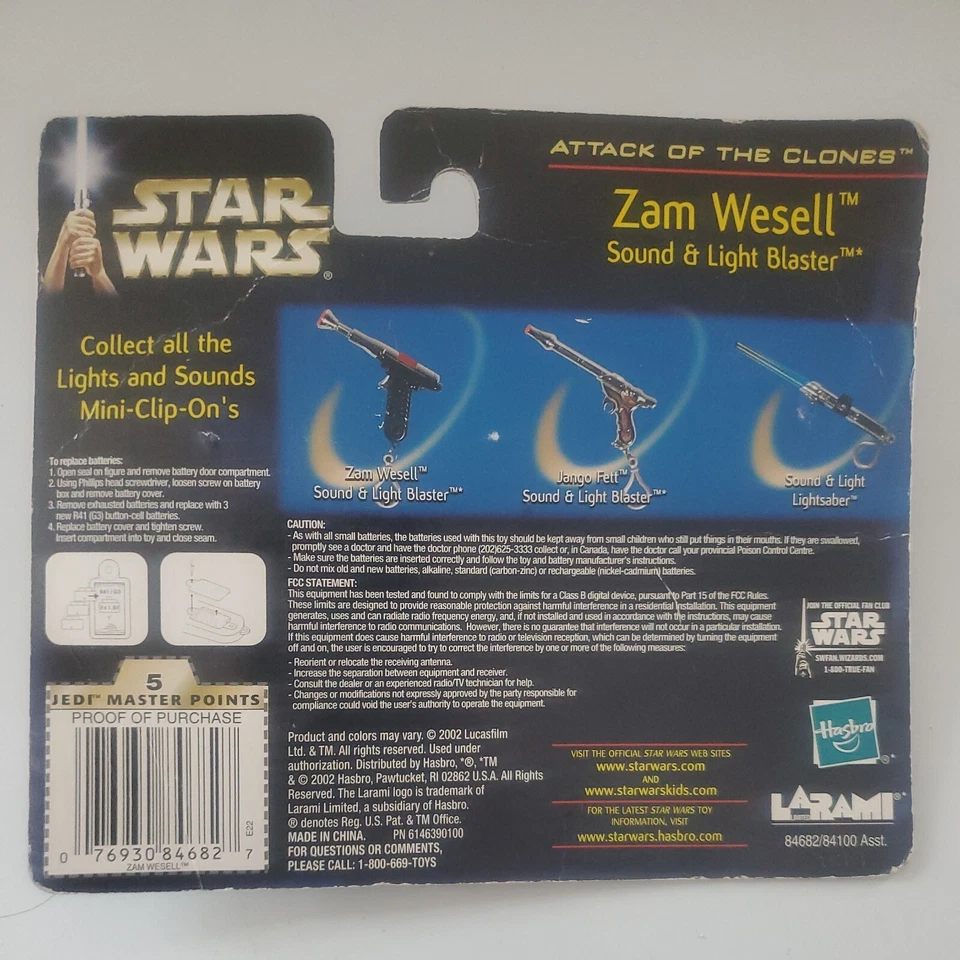 STAR
WARS®
ATTACK OF THE CLONES™
Zam Wesell™
Sound & Light Blaster™*
Collect all the
Lights and Sounds
Mini-Clip-On's
Zam Wesell™
Sound & Light Blaster™*
Jango Fett™
Sound & Light Blaster™*
Sound & Light
Lightsaber™
To replace batteries:
1. Open seal on figure and remove battery door compartment.
2. Using Phillips head screwdriver, loosen screw on battery
box and remove battery cover.
3. Remove exhausted batteries and replace with 3
new R41 (G3) button-cell batteries.
4. Replace battery cover and tighten screw.
Insert compartment into toy and close seam.
CAUTION:
- As with all small batteries, the batteries used with this toy should be kept away from small children who still put things in their mouths. If they are swallowed,
promptly see a doctor and have the doctor phone (202)625-3333 collect or, in Canada, have the doctor call your provincial Poison Control Centre.
- Make sure the batteries are inserted correctly and follow the toy and battery manufacturer's instructions.
- Do not mix old and new batteries, alkaline, standard (carbon-zinc) or rechargeable (nickel-cadmium) batteries.
FCC STATEMENT:
This equipment has been tested and found to comply with the limits for a Class B digital device, pursuant to Part 15 of the FCC Rules.
These limits are designed to provide reasonable protection against harmful interference in a residential installation. This equipment
generates, uses and can radiate radio frequency energy, and, if not installed and used in accordance with the instructions, may cause
harmful interference to radio communications. However, there is no guarantee that interference will not occur in a particular installation.
If this equipment does cause harmful interference to radio or television reception, which can be determined by turning the equipment
off and on, the user is encouraged to try to correct the interference by one or more of the following measures:
- Reorient or relocate the receiving antenna.
- Increase the separation between equipment and receiver.
- Consult the dealer or an experienced radio/TV technician for help.
- Changes or modifications not expressly approved by the party responsible for
compliance could void the user's authority to operate the equipment.
5
JEDI™ MASTER POINTS
PROOF OF PURCHASE
E22
0 76930 84682 7
ZAM WESELL™
Product and colors may vary. © 2002 Lucasfilm
Ltd. & TM. All rights reserved. Used under
authorization. Distributed by Hasbro, *®, *TM
& © 2002 Hasbro, Pawtucket, RI 02862 U.S.A. All Rights
Reserved. The Larami logo is trademark of
Larami Limited, a subsidiary of Hasbro.
® denotes Reg. U.S. Pat. & TM Office.
MADE IN CHINA. PN 6146390100
FOR QUESTIONS OR COMMENTS,
PLEASE CALL: 1-800-669-TOYS
VISIT THE OFFICIAL STAR WARS WEB SITES
www.starwars.com
AND
www.starwarskids.com
FOR THE LATEST STAR WARS TOY
INFORMATION, VISIT
www.starwars.hasbro.com
JOIN THE OFFICIAL FAN CLUB
STAR
WARS
SWFAN.WIZARDS.COM
1-800-TRUE-FAN
Hasbro®*
LARAMI®*
84682/84100 Asst.